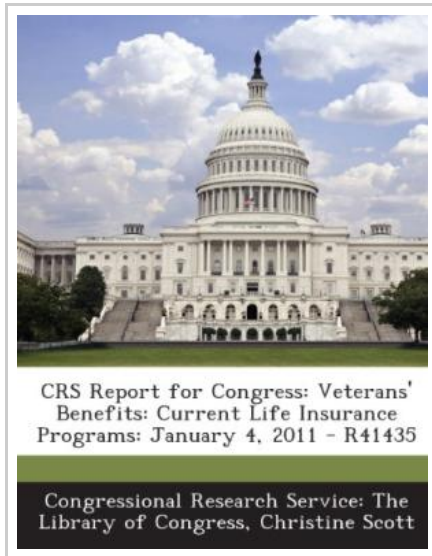 CRS Report for Congress: Veterans'
Benefits: Current Life Insurance
Programs: January 4, 2011 - R41435
Congressional Research Service: The
Library of Congress, Christine Scott